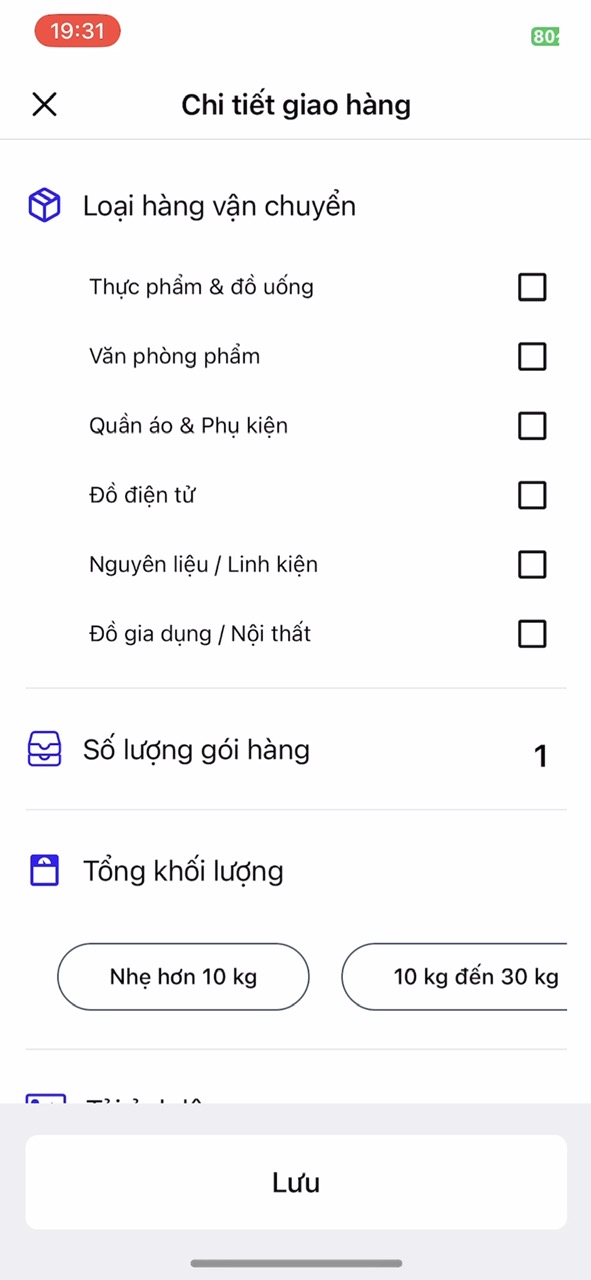 19:31
80
Chi tiết giao hàng
Loại hàng vận chuyển
Thực phẩm & đồ uống
Văn phòng phẩm
Quần áo & Phụ kiện
Đồ điện tử
Nguyên liệu / Linh kiện
Đồ gia dụng / Nội thất
Số lượng gói hàng 1
Tổng khối lượng
Nhẹ hơn 10 kg
10 kg đến 30 kg
Lưu